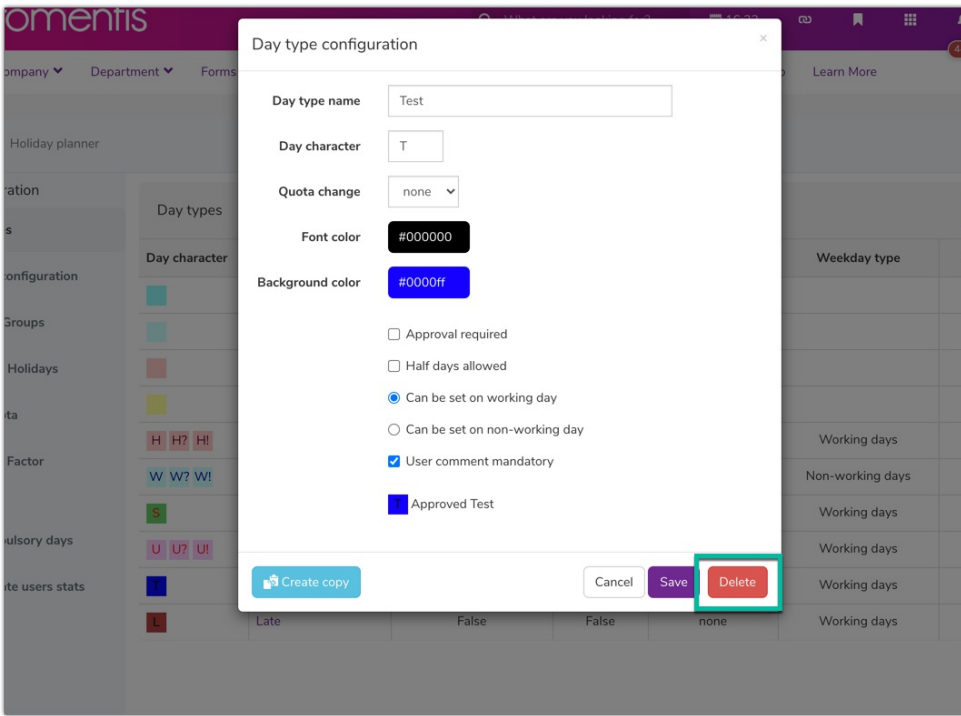 omentis
16:33
Day type configuration
×
ompany
Department
Forms
Learn More
Day type name
Test
Holiday planner
Day character
T
ration
Quota change
none
Day types
s
Font color
#000000
Day character
Weekday type
onfiguration
Background color
#0000ff
Groups
Approval required
Holidays
Half days allowed
Can be set on working day
ota
Can be set on non-working day
H H? H!
Working days
Factor
User comment mandatory
W W? W!
Non-working days
T Approved Test
S
Working days
ulsory days
U U? U!
Working days
Create copy
Cancel
Save
Delete
te users stats
T
Working days
L
Late
False
False
none
Working days